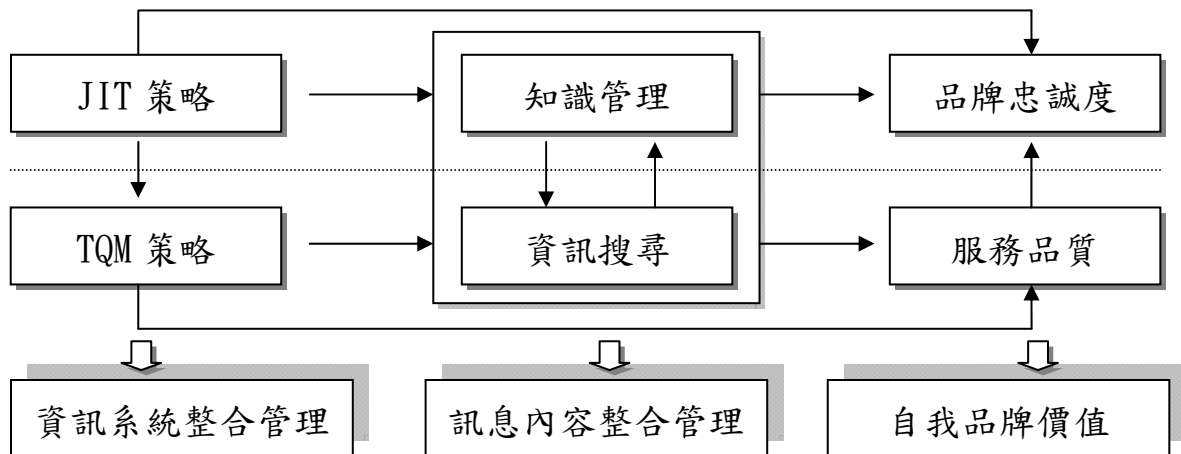 JIT 策略
知識管理
品牌忠誠度
TQM 策略
資訊搜尋
服務品質
資訊系統整合管理
訊息內容整合管理
自我品牌價值